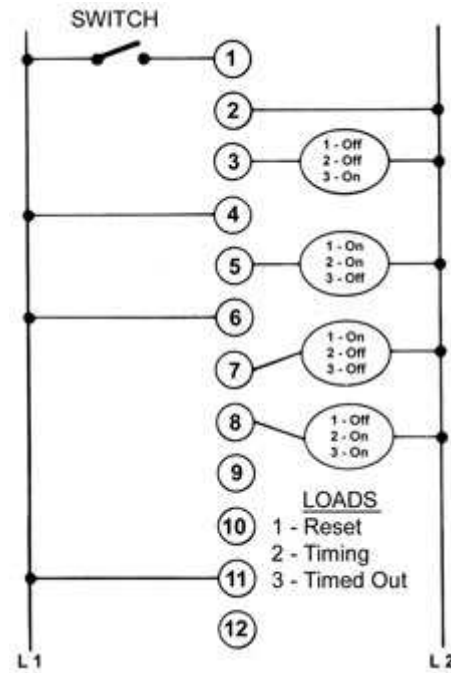 SWITCH
1
2
3
1 - Off
2 - Off
3 - On
4
5
1 - On
2 - On
3 - Off
6
7
1 - On
2 - Off
3 - Off
8
1 - Off
2 - On
3 - On
9
LOADS
10
1 - Reset
2 - Timing
11
3 - Timed Out
12
L 1
L 2